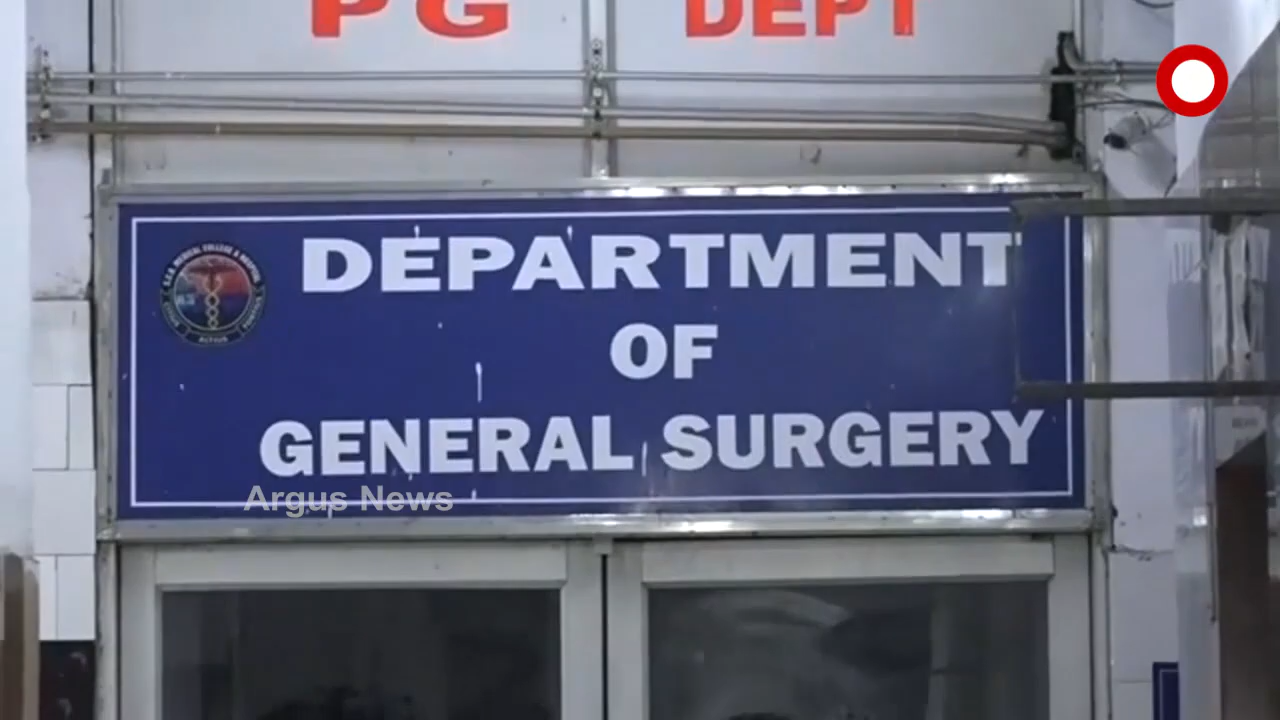 PG DEPT
DEPARTMENT
OF
GENERAL SURGERY
Argus News